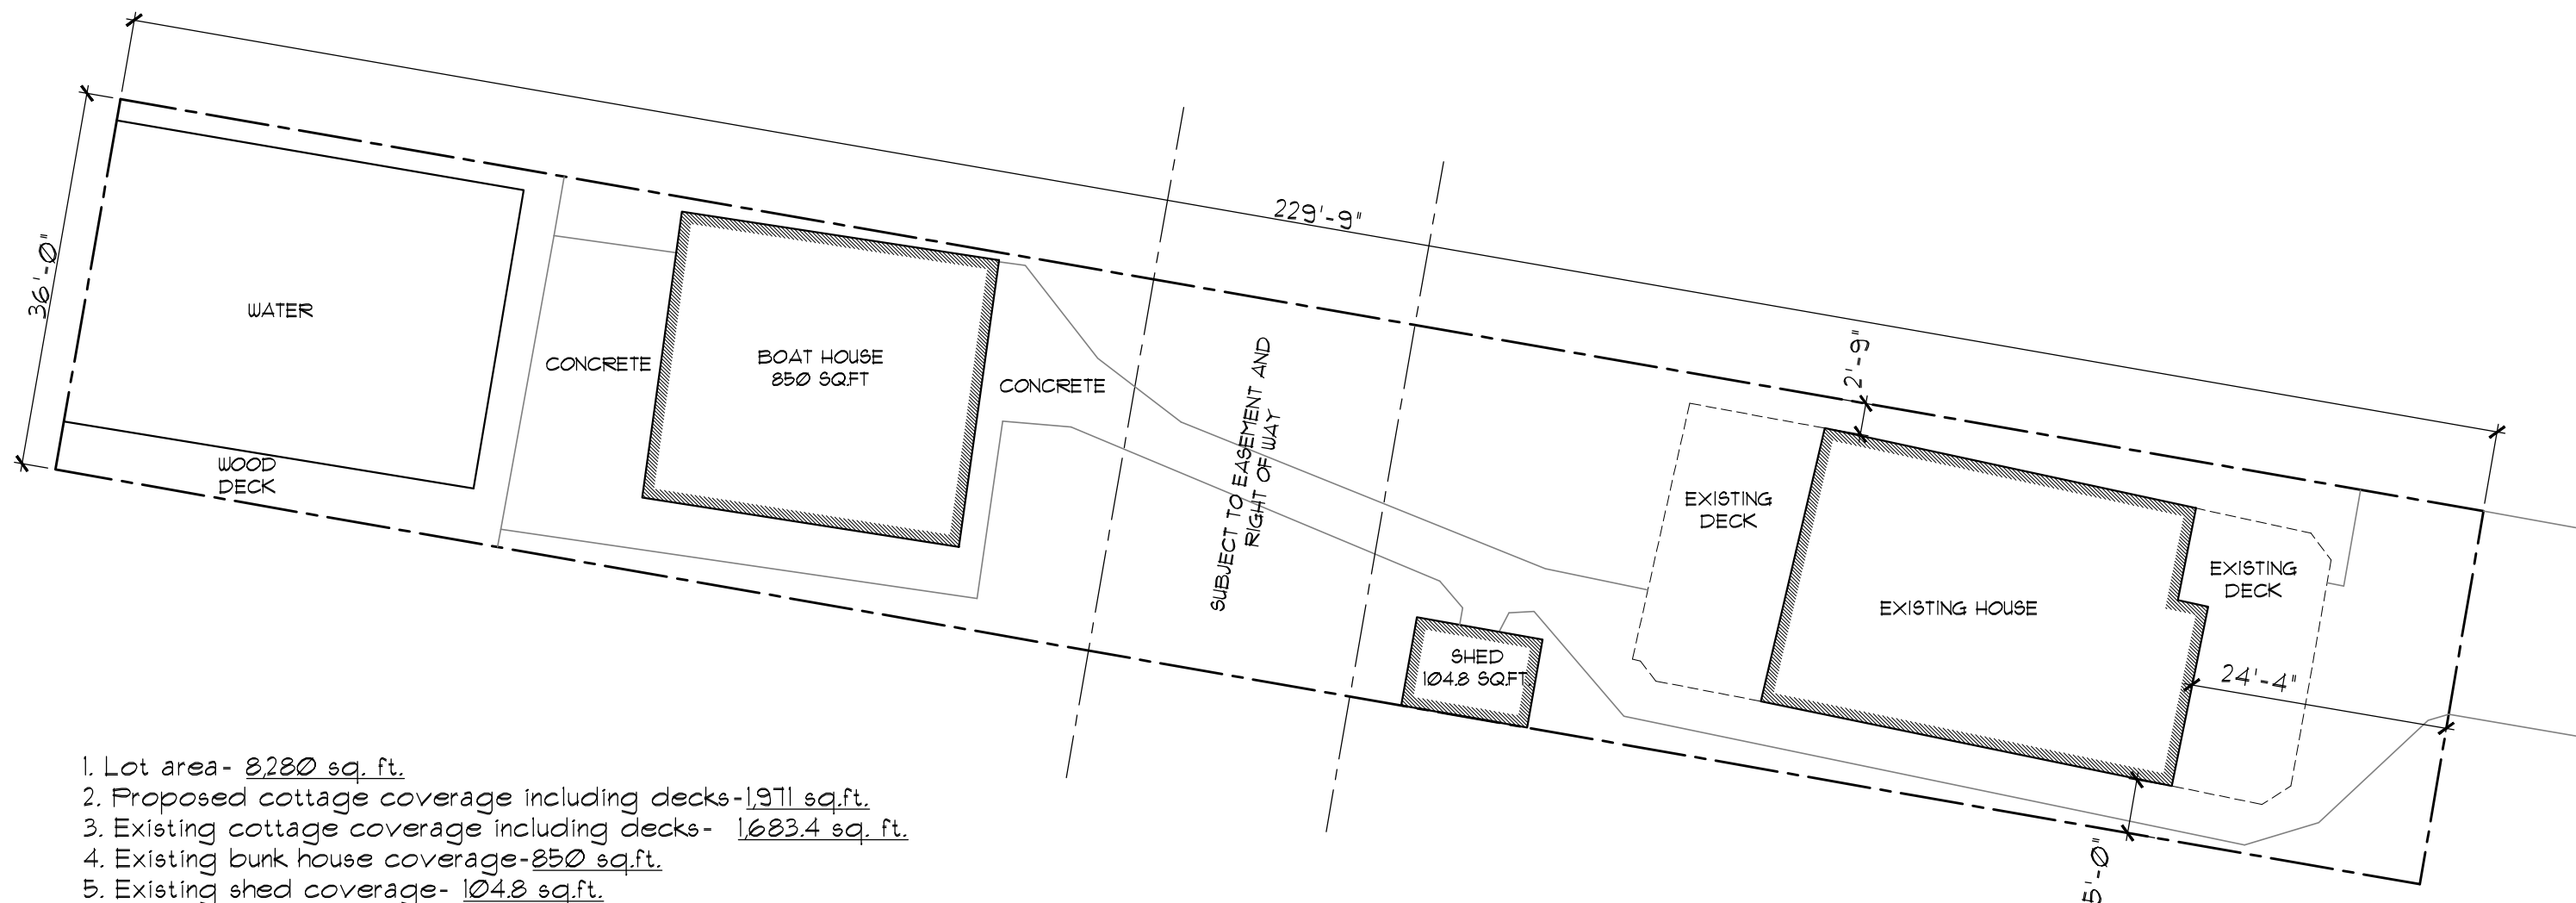 229'-9"
36'-0"
WATER
WOOD
DECK
CONCRETE
BOAT HOUSE
850 SQ.FT
CONCRETE
SUBJECT TO EASEMENT AND
RIGHT OF WAY
2'-9"
EXISTING
DECK
EXISTING HOUSE
EXISTING
DECK
SHED
104.8 SQ.FT.
24'-4"
5'-0"
1. Lot area- 8,280 sq. ft.
2. Proposed cottage coverage including decks-1,971 sq.ft.
3. Existing cottage coverage including decks- 1,683.4 sq. ft.
4. Existing bunk house coverage-850 sq.ft.
5. Existing shed coverage- 104.8 sq.ft.